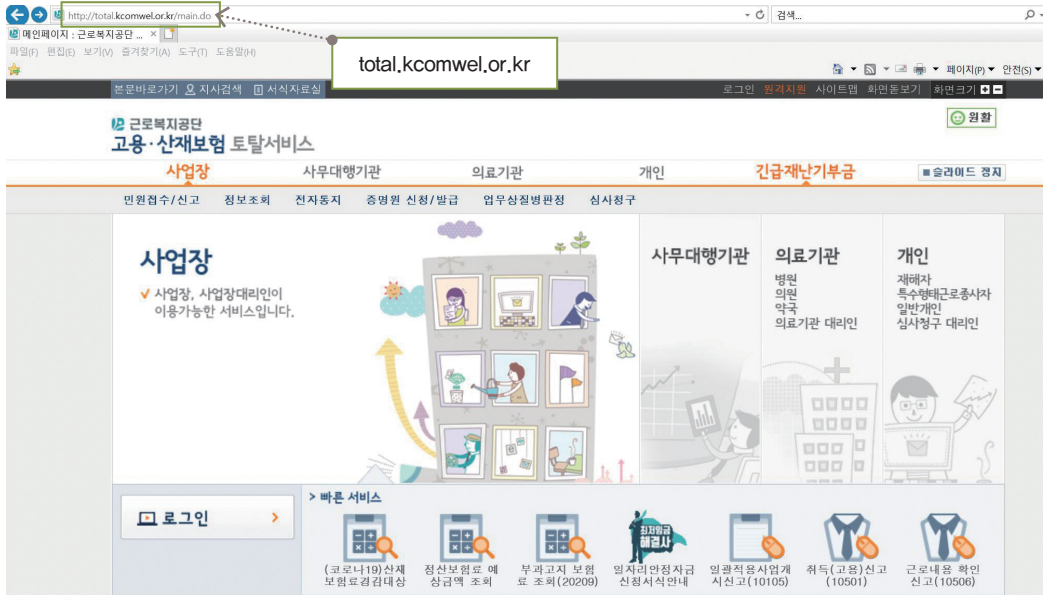 http://total.kcomwel.or.kr/main.do
검색...
메인페이지 : 근로복지공단 ... ×
파일(F) 편집(E) 보기(V) 즐겨찾기(A) 도구(T) 도움말(H)
total.kcomwel.or.kr
페이지(P) 안전(S)
본문바로가기 지사검색 서식자료실
로그인 원격지원 사이트맵 화면돋보기 화면크기
원활
근로복지공단
고용·산재보험 토탈서비스
사업장 사무대행기관 의료기관 개인 긴급재난기부금
슬라이드 정지
민원접수/신고 정보조회 전자통지 증명원 신청/발급 업무상질병판정 심사청구
사업장
사업장, 사업장대리인이
이용가능한 서비스입니다.
사무대행기관
의료기관
병원
의원
약국
의료기관 대리인
개인
재해자
특수형태근로종사자
일반개인
심사청구 대리인
로그인 >
> 빠른 서비스
최저임금
해결사
(코로나19)산재
보험료경감대상
정산보험료 예
상금액 조회
부과고지 보험
료 조회(20209)
일자리안정자금
신청서식안내
일괄적용사업개
시신고(10105)
취득(고용)신고
(10501)
근로내용 확인
신고(10506)